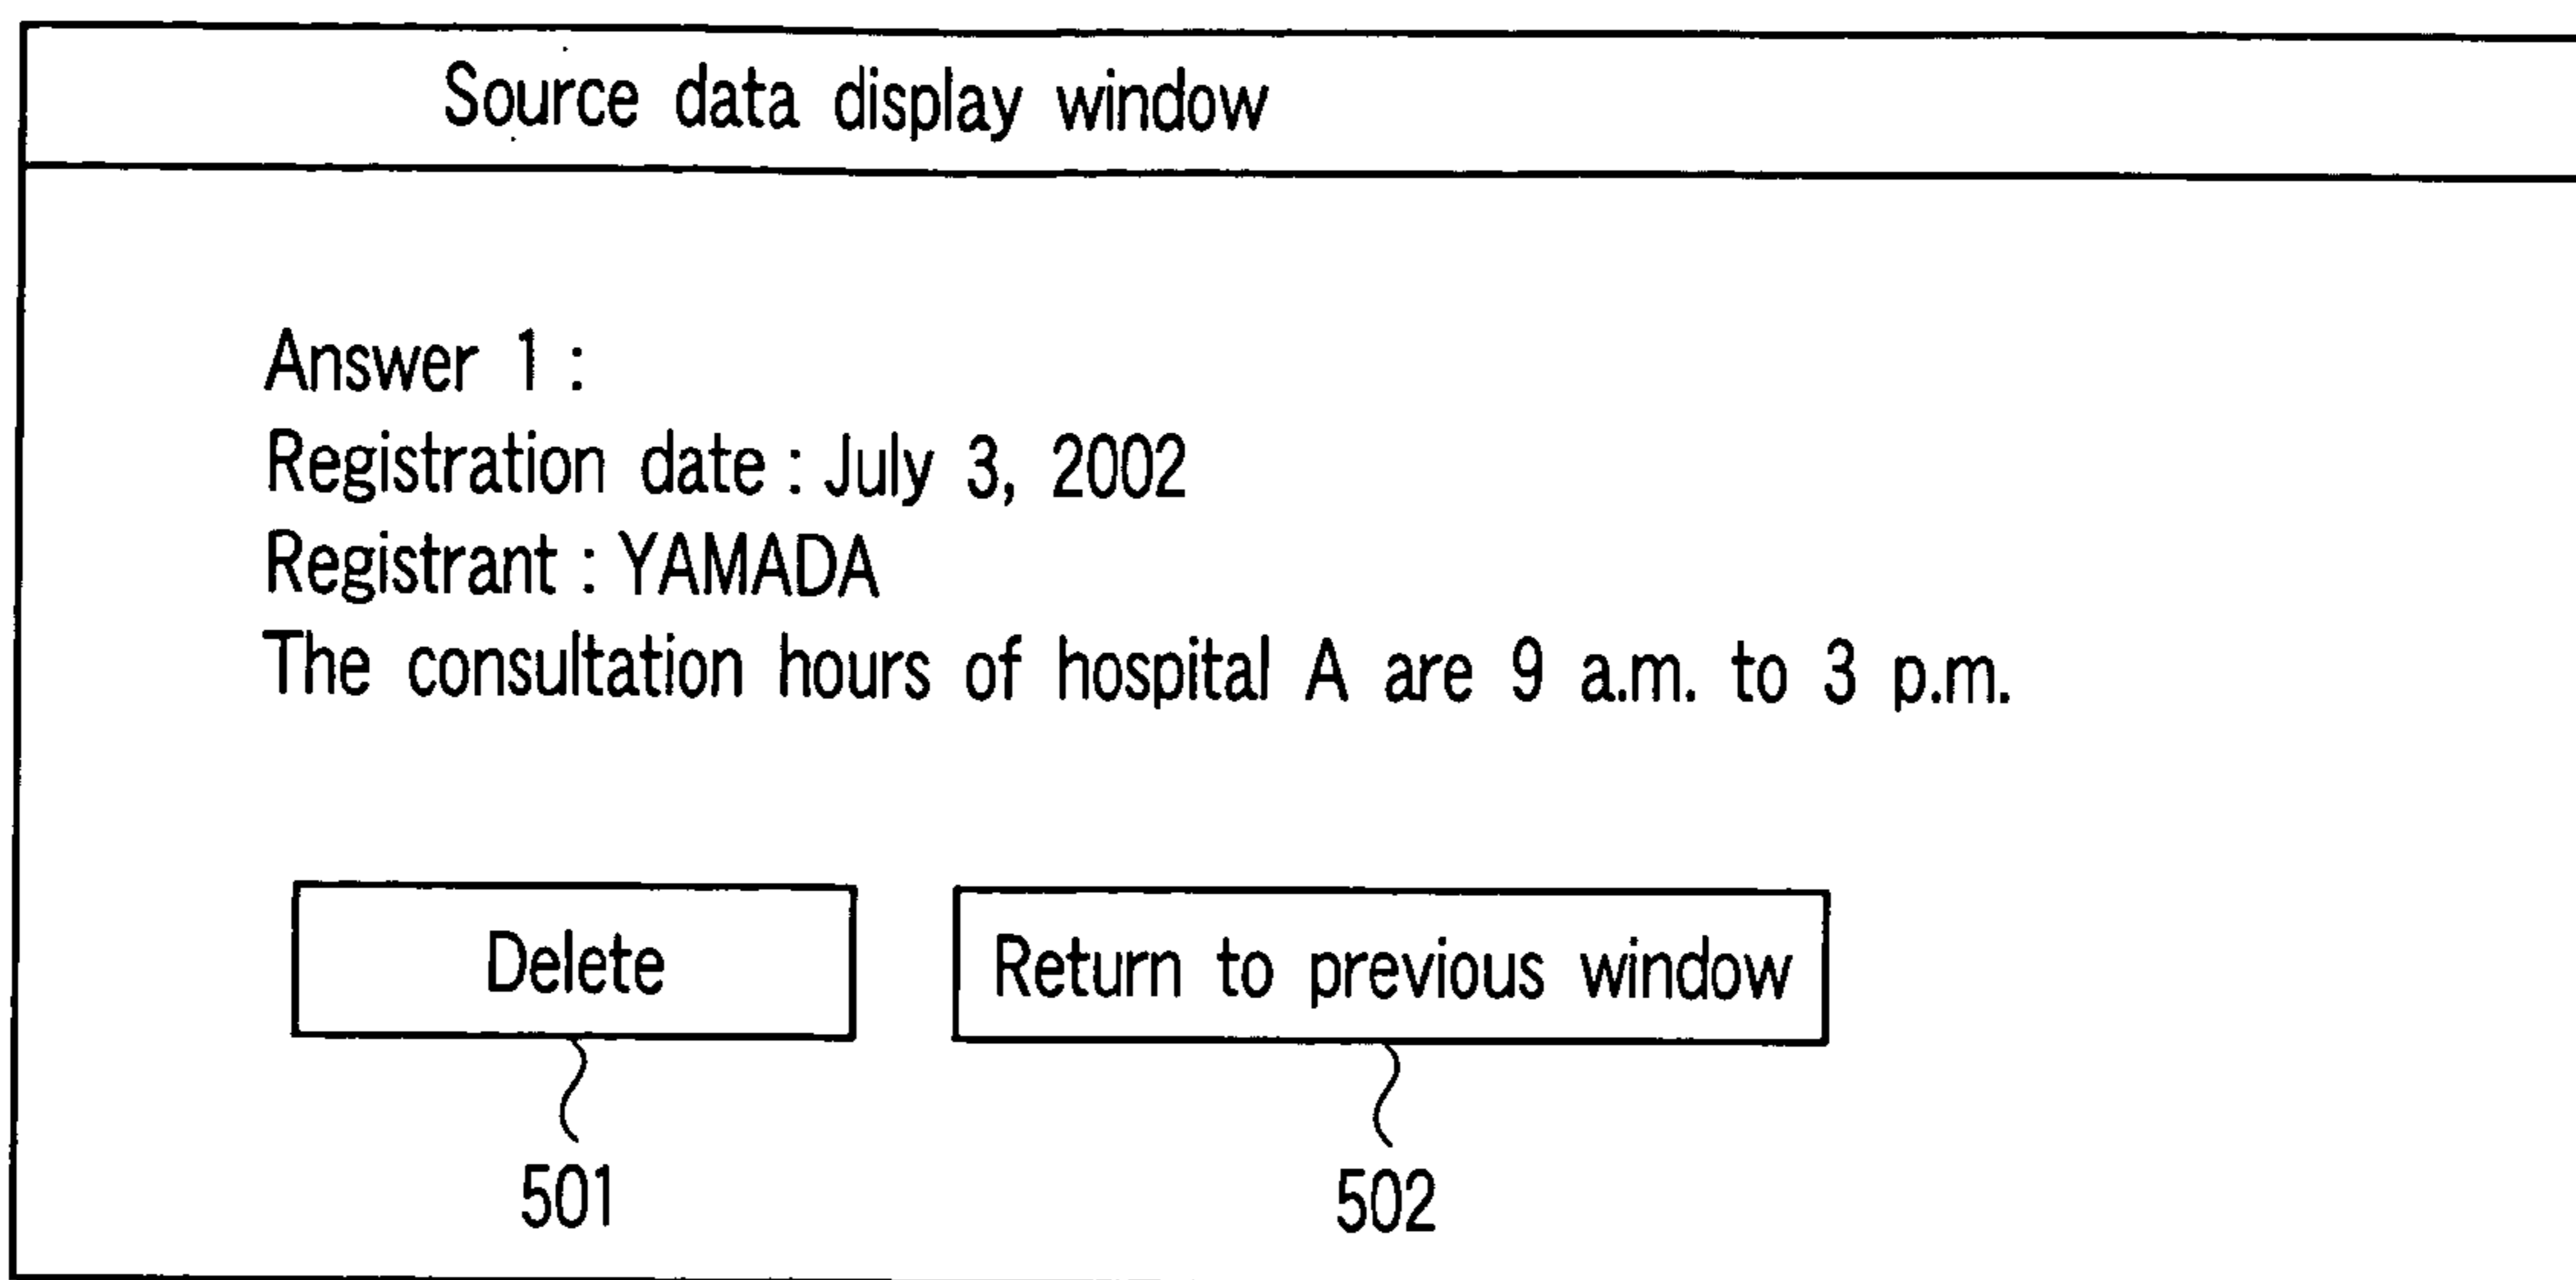 Source data display window
Answer 1 :
Registration date : July 3, 2002
Registrant : YAMADA
The consultation hours of hospital A are 9 a.m. to 3 p.m.
Delete
Return to previous window
501
502